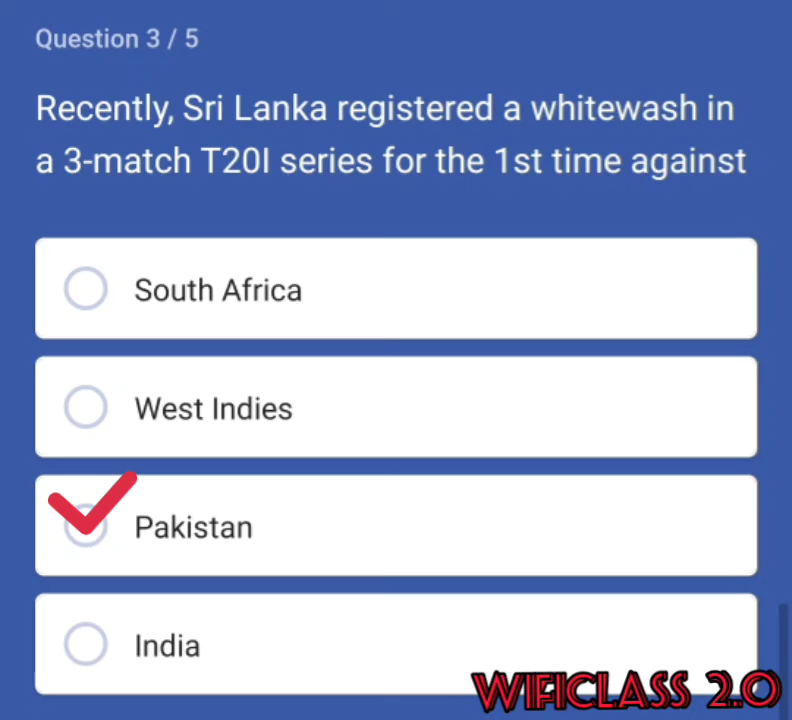 Question 3 / 5
Recently, Sri Lanka registered a whitewash in
a 3-match T20I series for the 1st time against
South Africa
West Indies
Pakistan
India
WIFICLASS 2.0